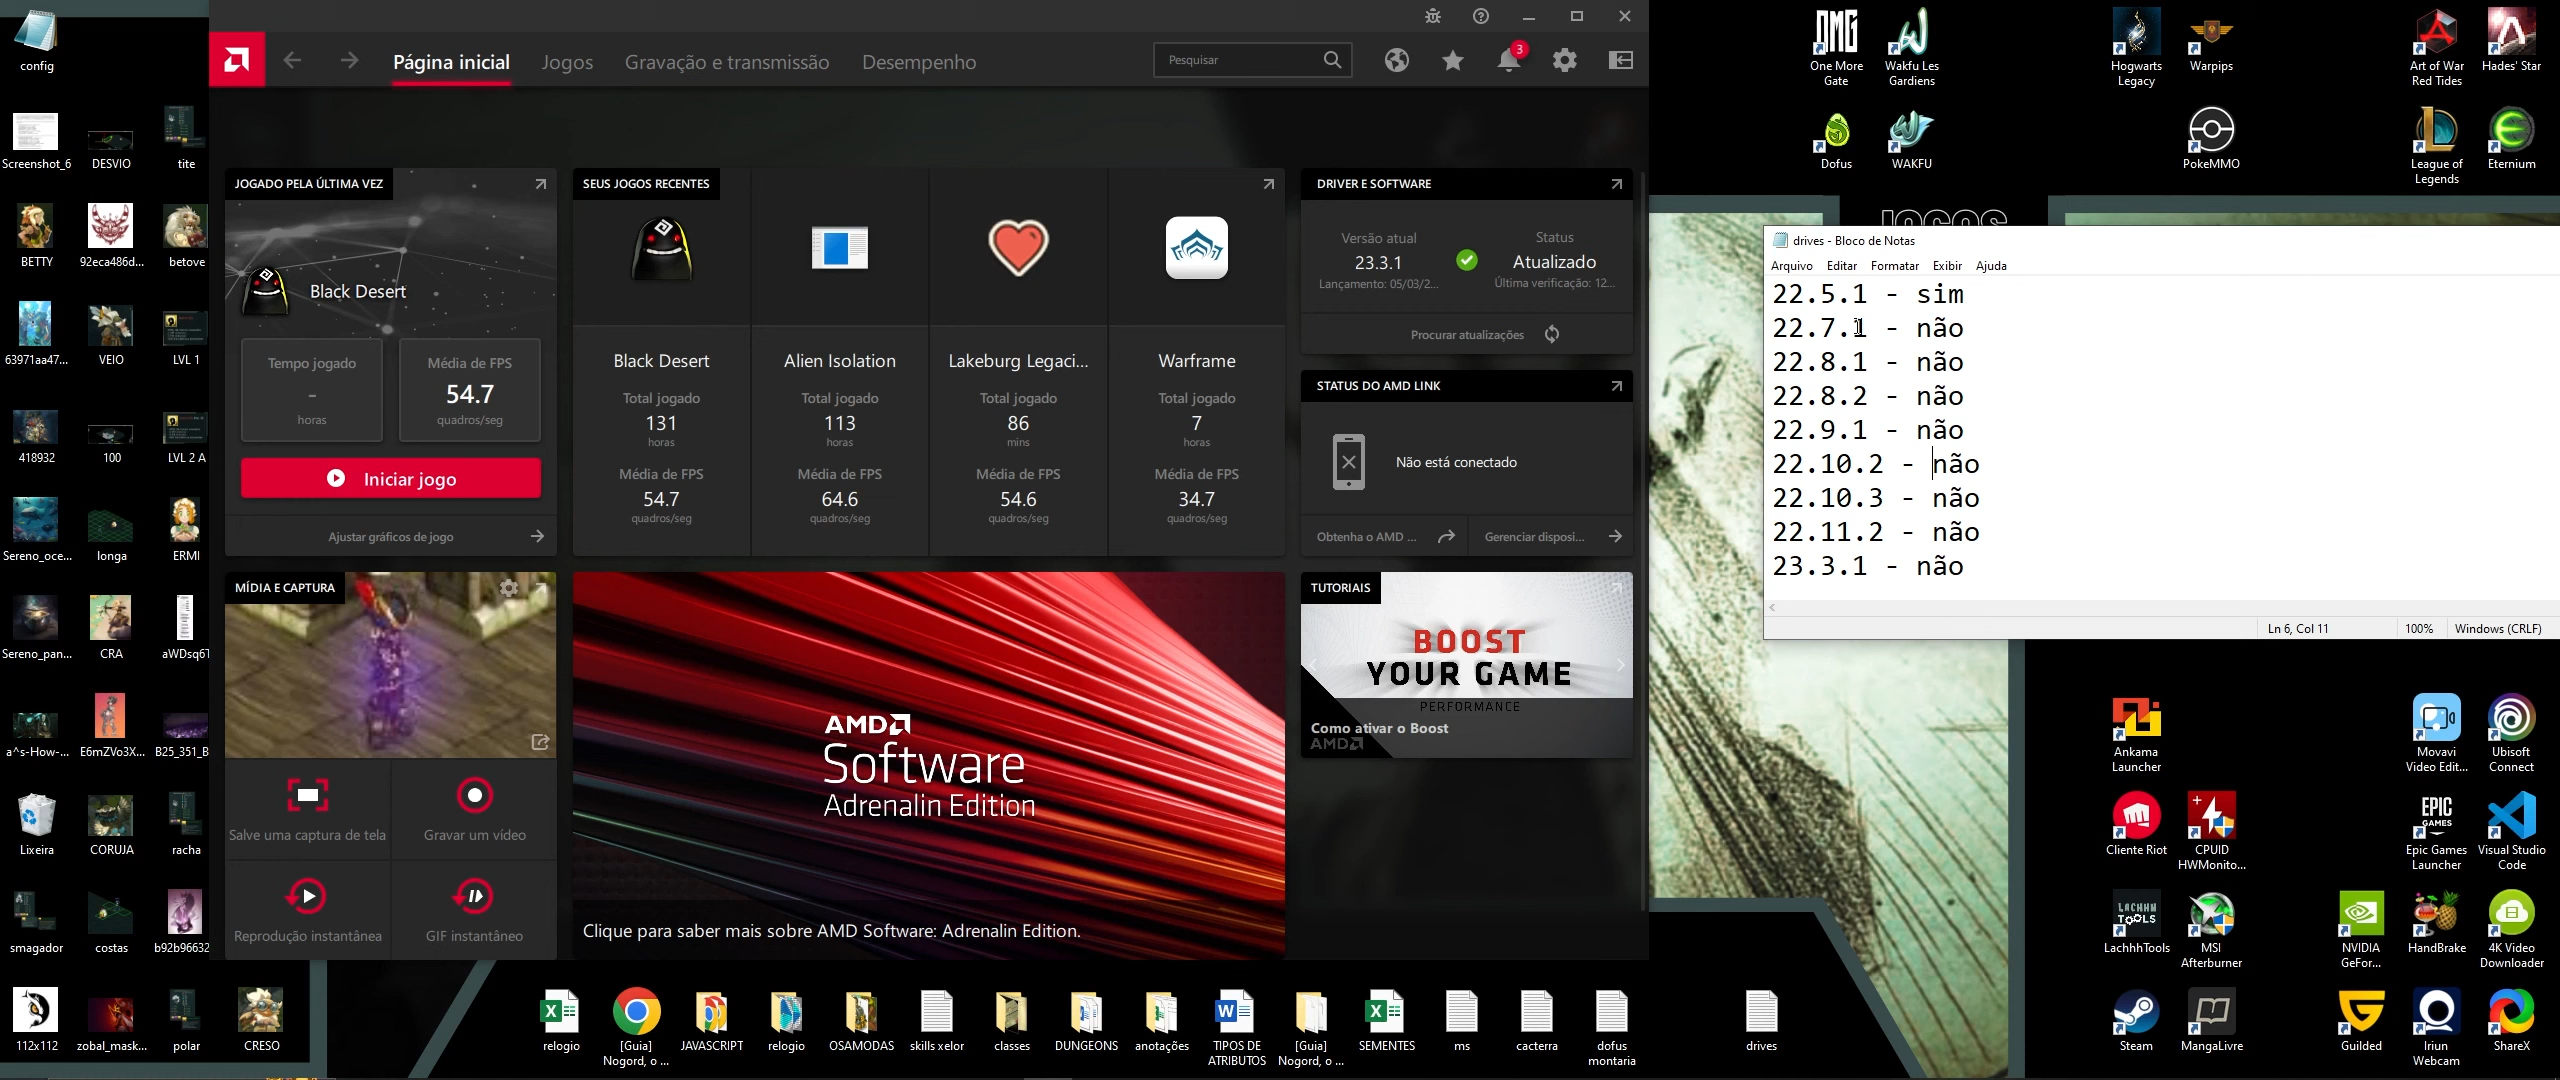 config
Screenshot_6
DESVIO
tite
BETTY
92eca486d...
betove
63971aa47...
VEIO
LVL 1
418932
100
LVL 2 A
Sereno_oce...
longa
ERMI
Sereno_pan...
CRA
aWDsq6T
a^s-How-...
E6mZVo3X...
B25_351_B
Lixeira
CORUJA
racha
smagador
costas
b92b96632
112x112
zobal_mask...
polar
CRESO
Página inicial
Jogos
Gravação e transmissão
Desempenho
Pesquisar
3
JOGADO PELA ÚLTIMA VEZ
Black Desert
Tempo jogado
-
horas
Média de FPS
54.7
quadros/seg
Iniciar jogo
Ajustar gráficos de jogo
SEUS JOGOS RECENTES
Black Desert
Total jogado
131
horas
Média de FPS
54.7
quadros/seg
Alien Isolation
Total jogado
113
horas
Média de FPS
64.6
quadros/seg
Lakeburg Legaci...
Total jogado
86
mins
Média de FPS
54.6
quadros/seg
Warframe
Total jogado
7
horas
Média de FPS
34.7
quadros/seg
DRIVER E SOFTWARE
Versão atual
23.3.1
Lançamento: 05/03/2...
Status
Atualizado
Última verificação: 12...
Procurar atualizações
STATUS DO AMD LINK
Não está conectado
Obtenha o AMD ...
Gerenciar disposi...
MÍDIA E CAPTURA
Salve uma captura de tela
Gravar um vídeo
Reprodução instantânea
GIF instantâneo
AMD
Software
Adrenalin Edition
Clique para saber mais sobre AMD Software: Adrenalin Edition.
TUTORIAIS
BOOST
YOUR GAME
PERFORMANCE
Como ativar o Boost
AMD
One More
Gate
Wakfu Les
Gardiens
Hogwarts
Legacy
Warpips
Art of War
Red Tides
Hades' Star
Dofus
WAKFU
PokeMMO
League of
Legends
Eternium
JOGOS
drives - Bloco de Notas
Arquivo
Editar
Formatar
Exibir
Ajuda
22.5.1 - sim
22.7.1 - não
22.8.1 - não
22.8.2 - não
22.9.1 - não
22.10.2 - não
22.10.3 - não
22.11.2 - não
23.3.1 - não
Ln 6, Col 11
100%
Windows (CRLF)
Ankama
Launcher
Movavi
Video Edit...
Ubisoft
Connect
Cliente Riot
CPUID
HWMonito...
Epic Games
Launcher
Visual Studio
Code
LachhhTools
MSI
Afterburner
NVIDIA
GeFor...
HandBrake
4K Video
Downloader
Steam
MangaLivre
Guilded
Iriun
Webcam
ShareX
relogio
[Guia]
Nogord, o ...
JAVASCRIPT
relogio
OSAMODAS
skills xelor
classes
DUNGEONS
anotações
TIPOS DE
ATRIBUTOS
[Guia]
Nogord, o ...
SEMENTES
ms
cacterra
dofus
montaria
drives